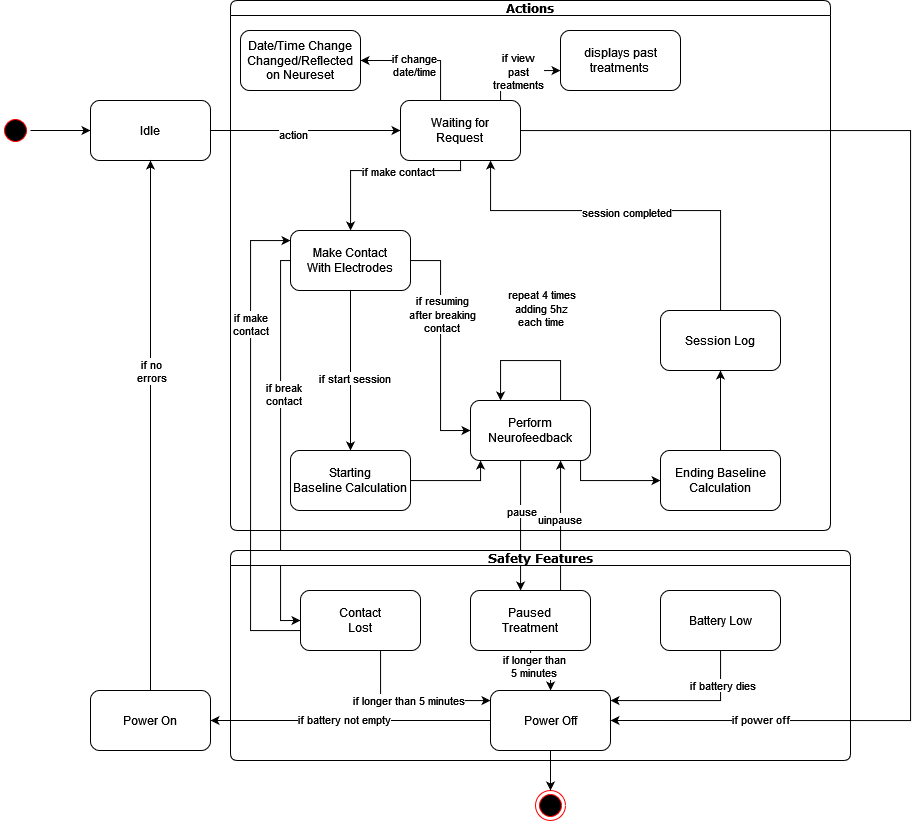 Actions
Date/Time Change
Changed/Reflected
on Neureset
if change
date/time
if view
past
treatments
displays past
treatments
Idle
action
Waiting for
Request
if make contact
session completed
Make Contact
With Electrodes
if resuming
after breaking
contact
repeat 4 times
adding 5hz
each time
if make
contact
Session Log
if no
errors
if start session
if break
contact
Perform
Neurofeedback
Starting
Baseline Calculation
Ending Baseline
Calculation
pause
uinpause
Safety Features
Contact
Lost
Paused
Treatment
Battery Low
if longer than
5 minutes
if battery dies
if longer than 5 minutes
Power On
if battery not empty
Power Off
if power off